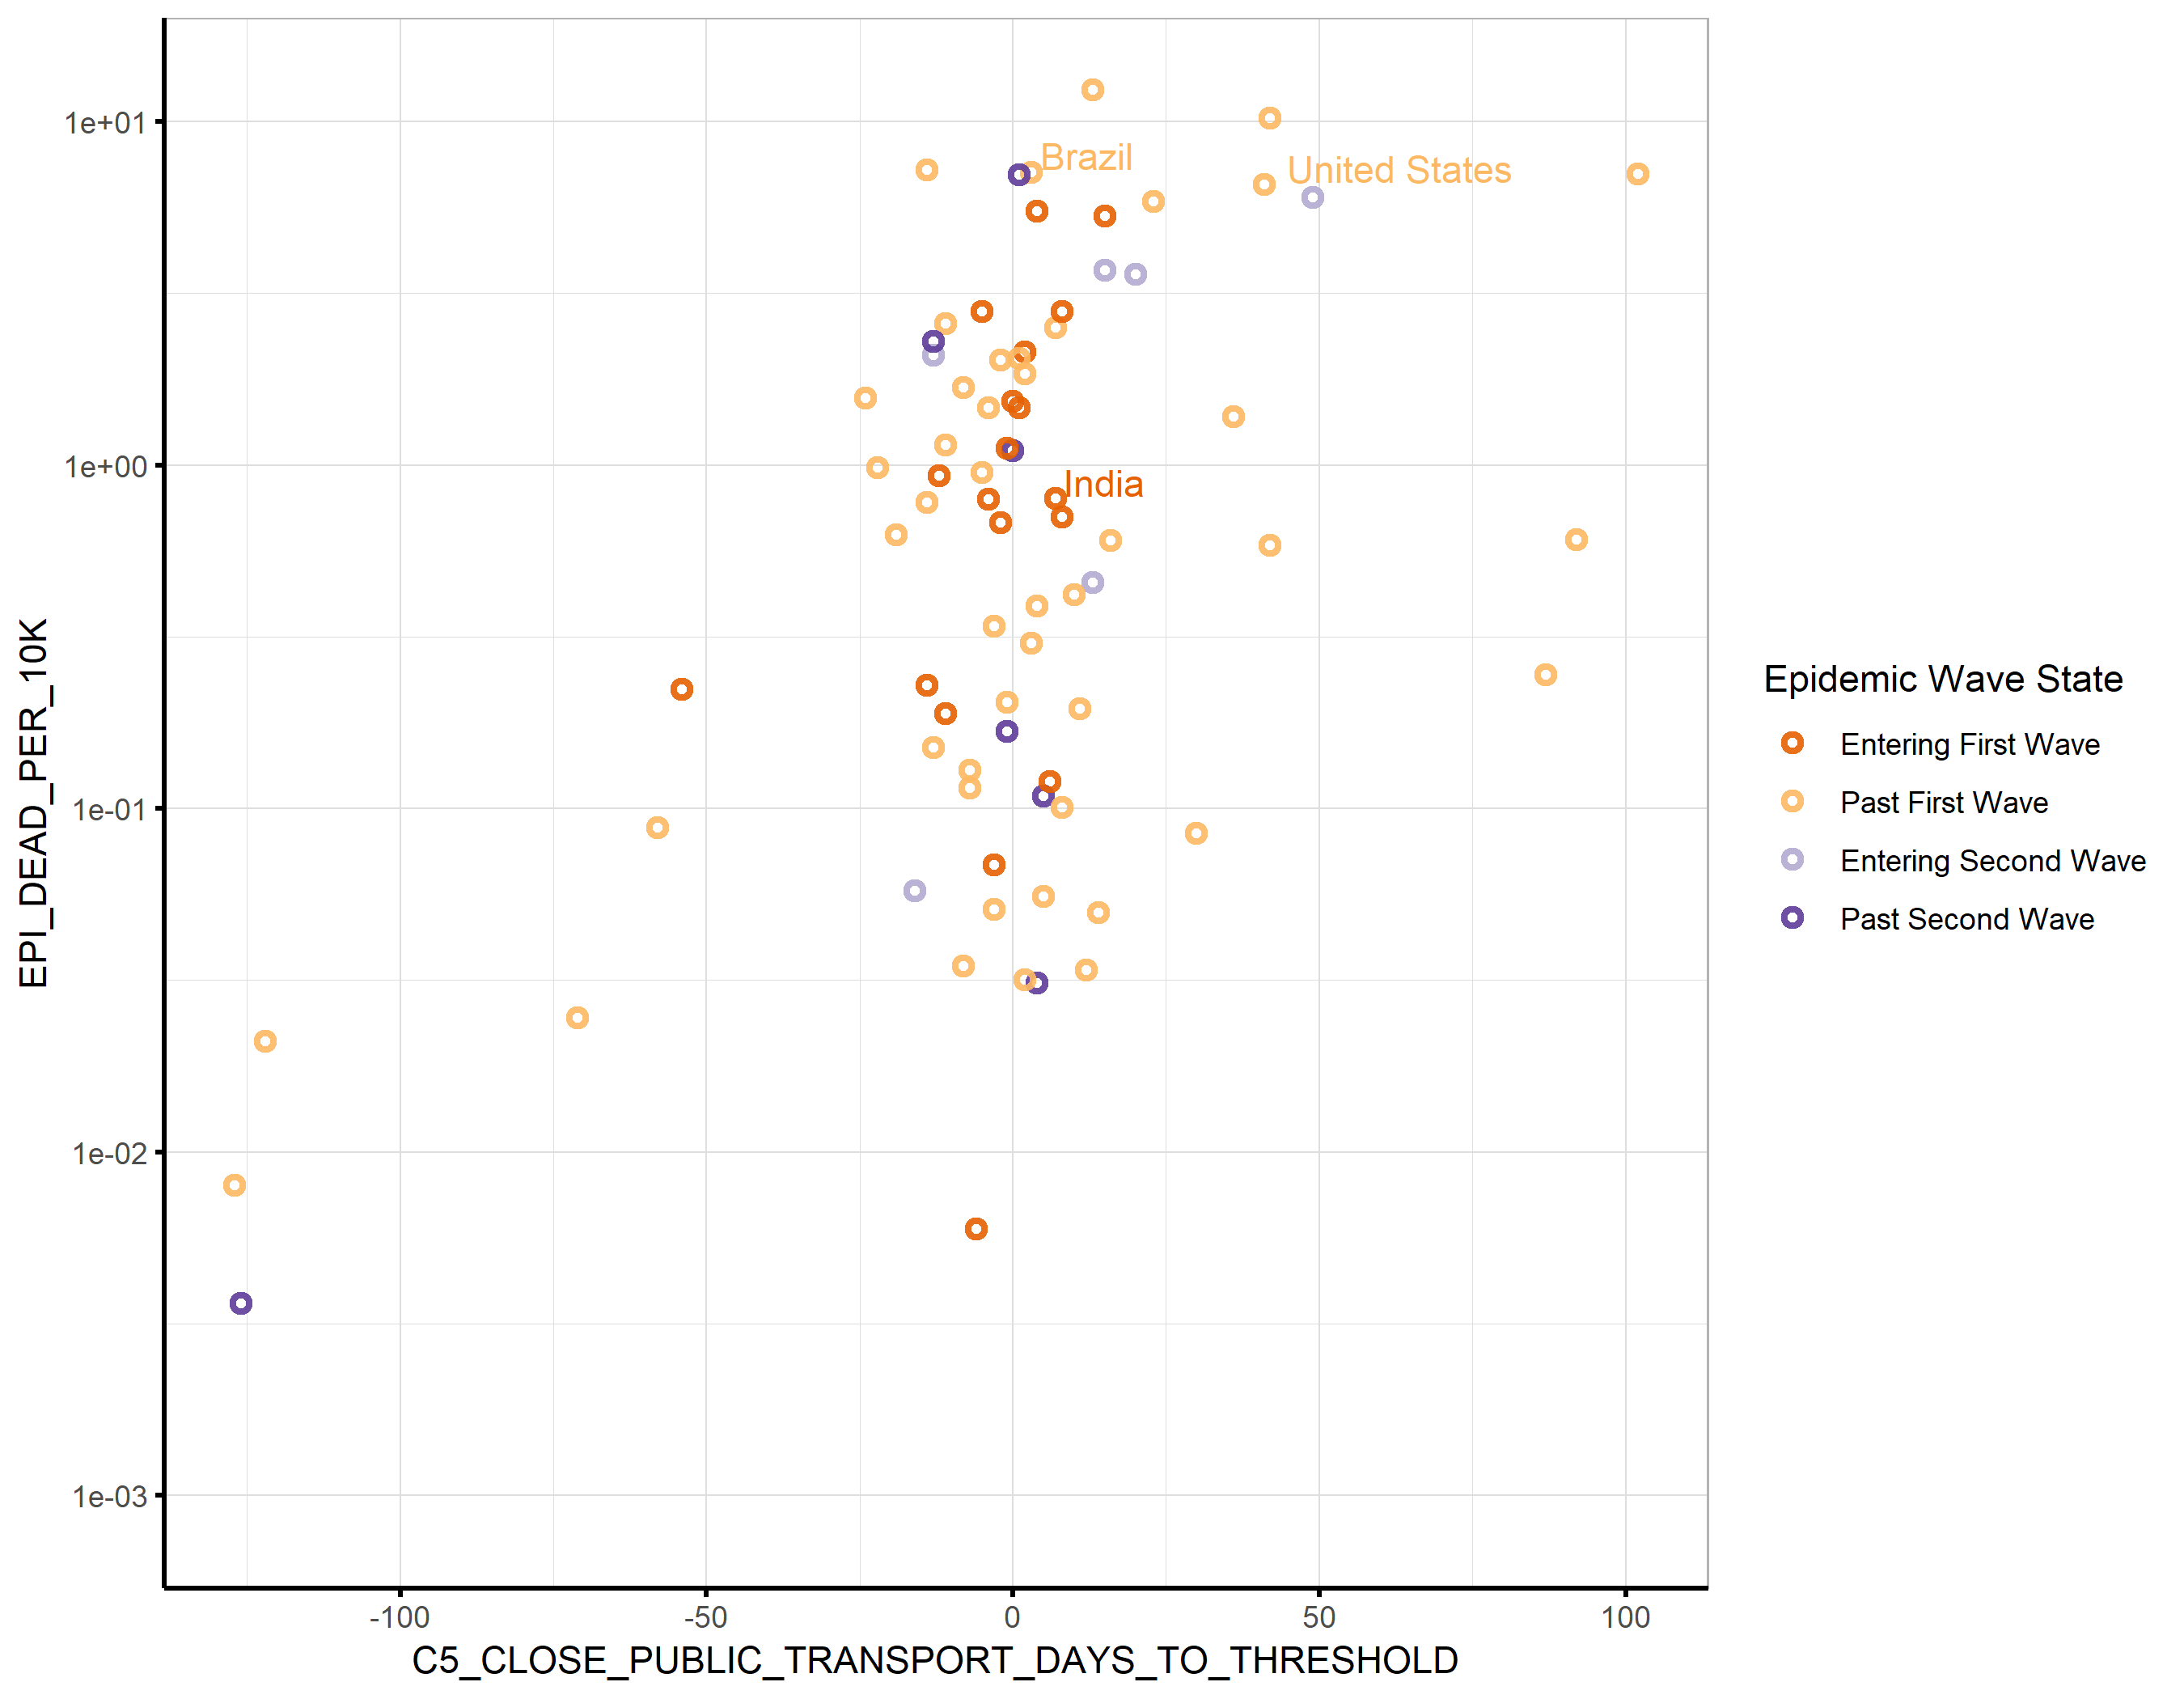 1e+01
1e+00
1e-01
1e-02
1e-03
EPI_DEAD_PER_10K
Brazil
United States
India
-100 -50 0 50 100
C5_CLOSE_PUBLIC_TRANSPORT_DAYS_TO_THRESHOLD
Epidemic Wave State
Entering First Wave
Past First Wave
Entering Second Wave
Past Second Wave